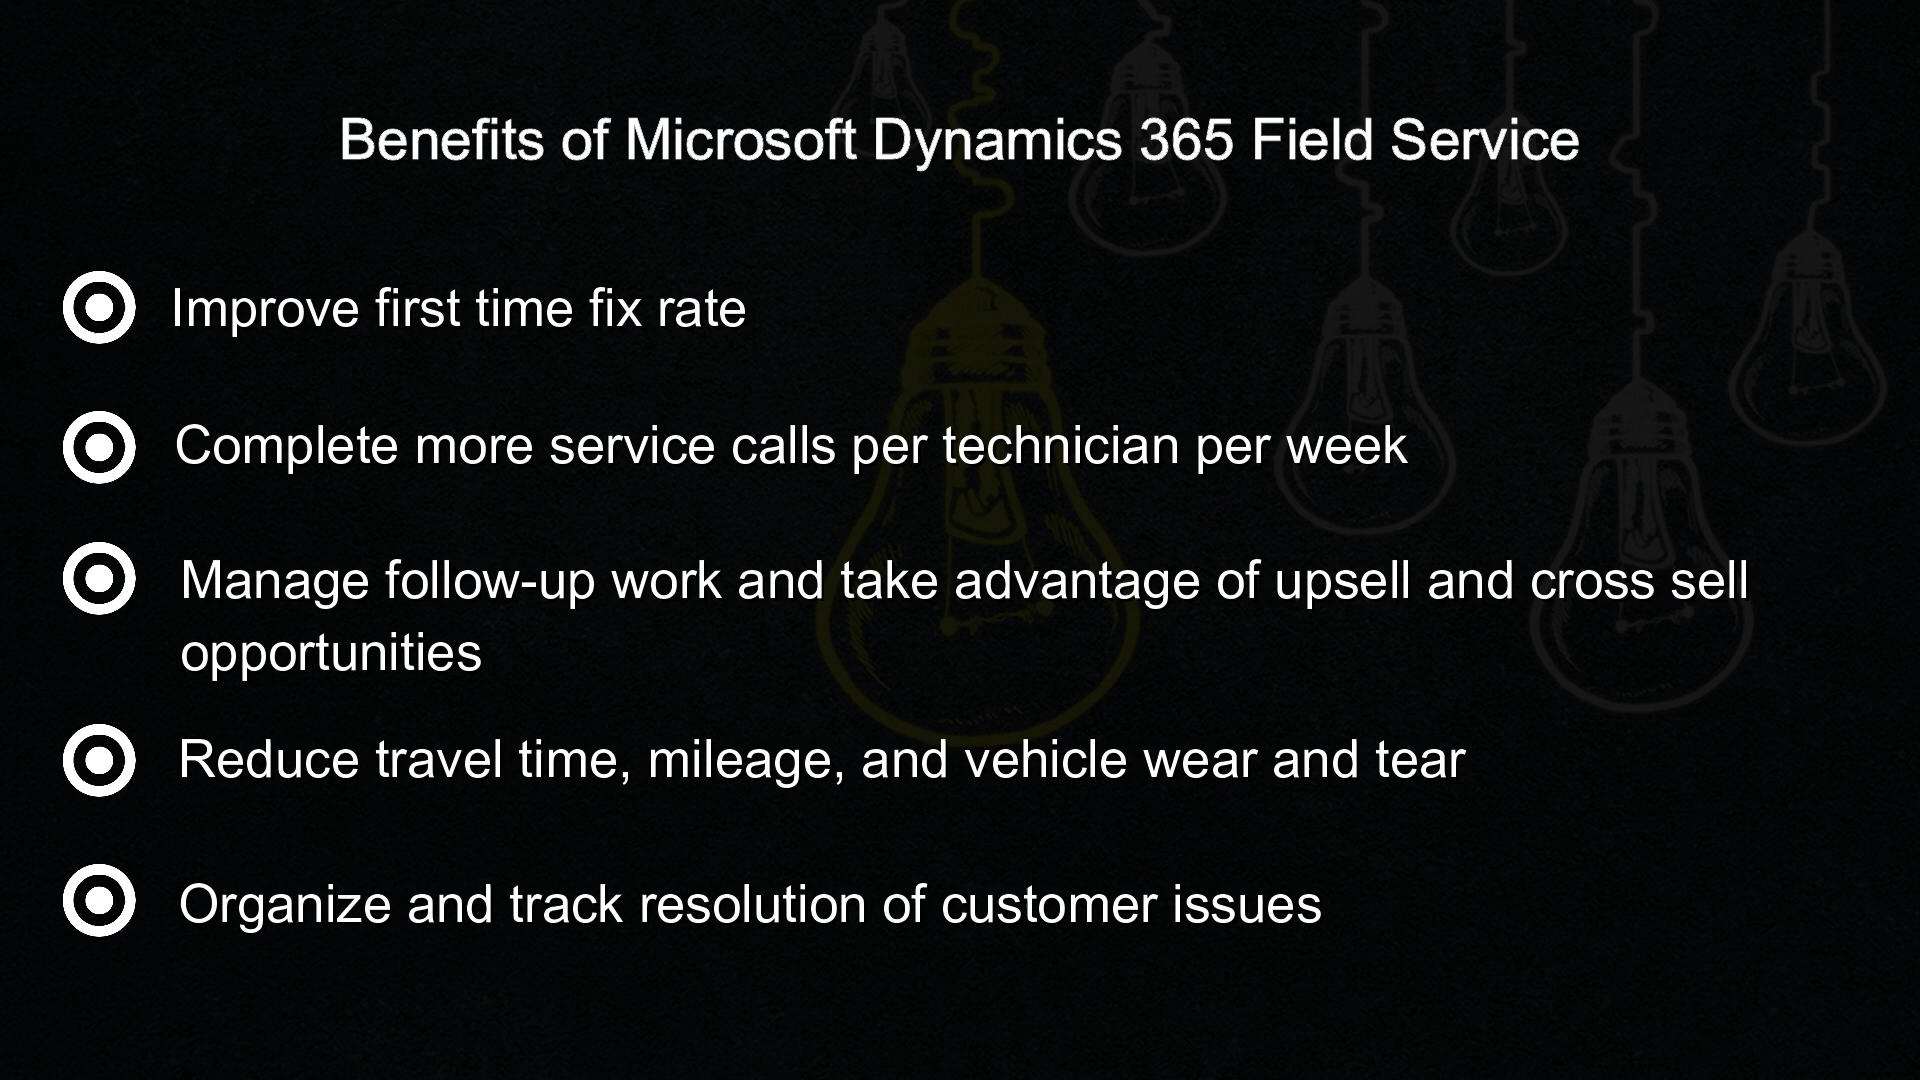 Benefits of Microsoft Dynamics 365 Field Service
Improve first time fix rate
Complete more service calls per technician per week
Manage follow-up work and take advantage of upsell and cross sell
opportunities
Reduce travel time, mileage, and vehicle wear and tear
Organize and track resolution of customer issues